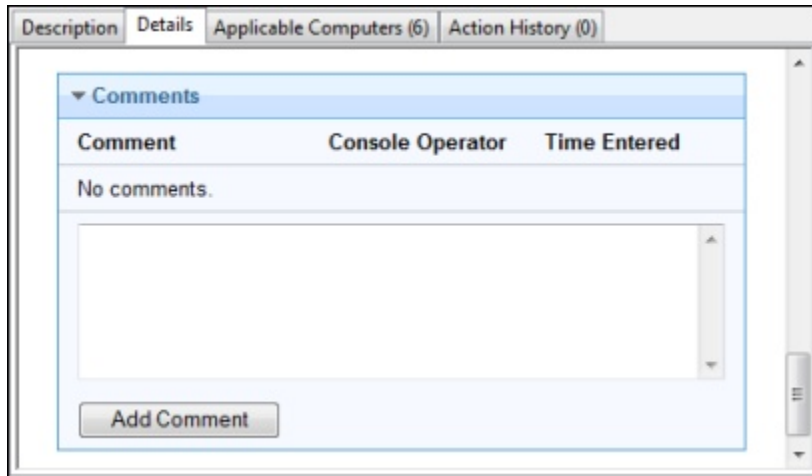 Description Details Applicable Computers (6) Action History (0)
Comments
Comment Console Operator Time Entered
No comments.
Add Comment